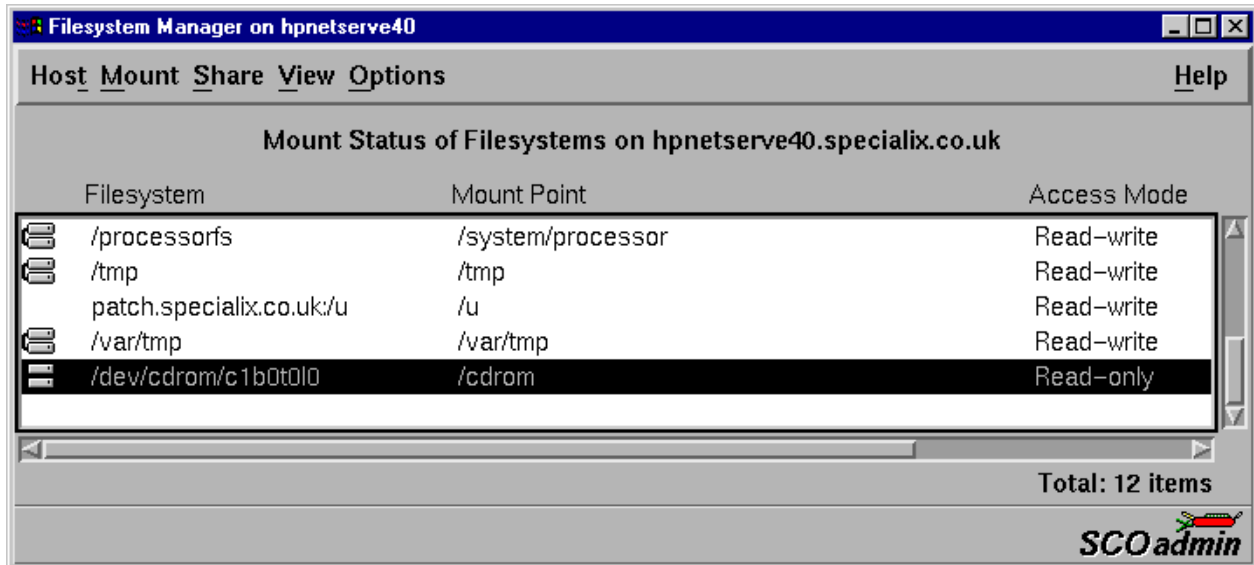 Filesystem Manager on hpnetserve40
Host Mount Share View Options Help
Mount Status of Filesystems on hpnetserve40.specialix.co.uk
Filesystem Mount Point Access Mode
/processorfs /system/processor Read-write
/tmp /tmp Read-write
patch.specialix.co.uk:/u /u Read-write
/var/tmp /var/tmp Read-write
/dev/cdrom/c1b0t0l0 /cdrom Read-only
Total: 12 items
SCOadmin